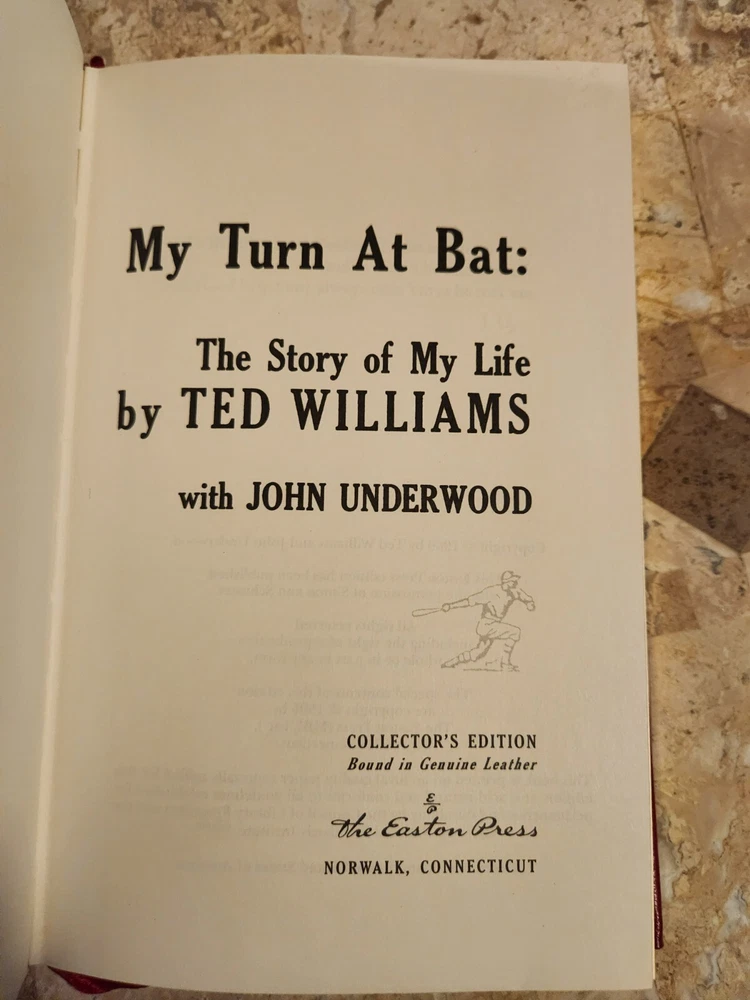 My Turn At Bat:
The Story of My Life
by TED WILLIAMS
with JOHN UNDERWOOD
COLLECTOR'S EDITION
Bound in Genuine Leather
E/P
The Easton Press
NORWALK, CONNECTICUT